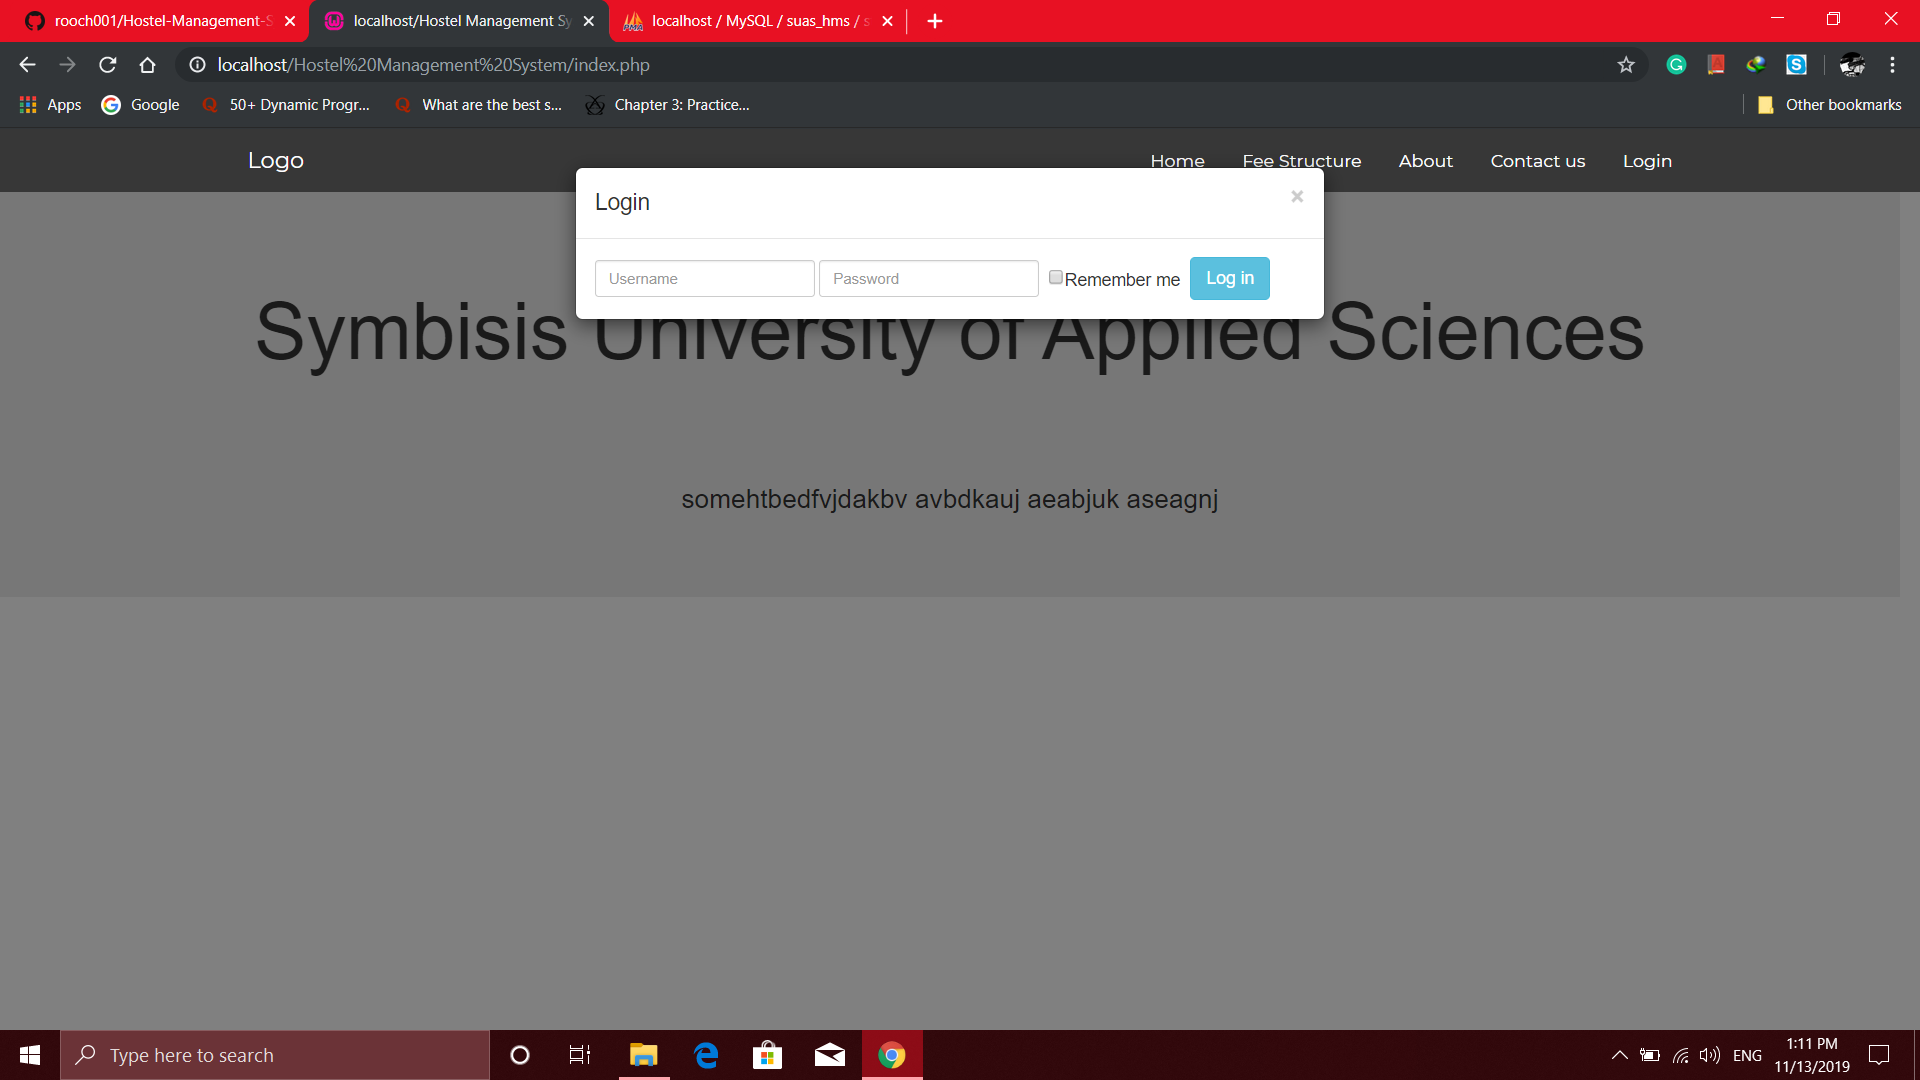 rooch001/Hostel-Management-S
localhost/Hostel Management Sy
localhost / MySQL / suas_hms / s
localhost/Hostel%20Management%20System/index.php
Apps
Google
50+ Dynamic Progr...
What are the best s...
Chapter 3: Practice...
Other bookmarks
Logo
Home
Fee Structure
About
Contact us
Login
Login
×
Username
Password
Remember me
Log in
Symbisis University of Applied Sciences
somehtbedfvjdakbv avbdkauj aeabjuk aseagnj
Type here to search
ENG
1:11 PM
11/13/2019